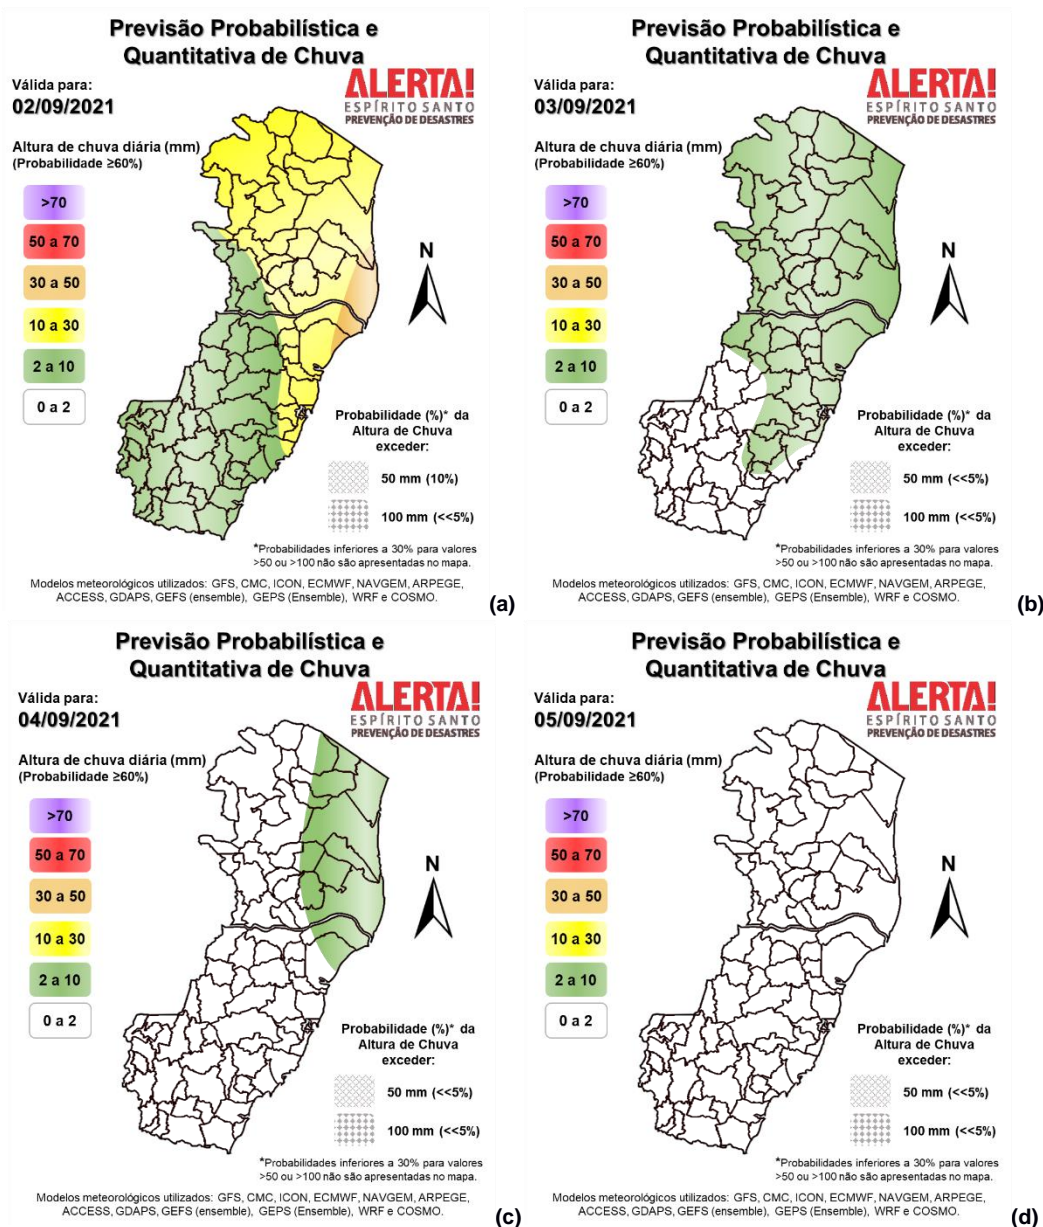 Previsão Probabilística e
Quantitativa de Chuva
Válida para:
02/09/2021
ALERTA!
ESPÍRITO SANTO
PREVENÇÃO DE DESASTRES
Altura de chuva diária (mm)
(Probabilidade ≥60%)
>70
50 a 70
30 a 50
10 a 30
2 a 10
0 a 2
N
Probabilidade (%)* da
Altura de Chuva
exceder:
50 mm (10%)
100 mm (<<5%)
*Probabilidades inferiores a 30% para valores
>50 ou >100 não são apresentadas no mapa.
Modelos meteorológicos utilizados: GFS, CMC, ICON, ECMWF, NAVGEM, ARPEGE,
ACCESS, GDAPS, GEFS (ensemble), GEPS (Ensemble), WRF e COSMO.
(a)
Previsão Probabilística e
Quantitativa de Chuva
Válida para:
03/09/2021
ALERTA!
ESPÍRITO SANTO
PREVENÇÃO DE DESASTRES
Altura de chuva diária (mm)
(Probabilidade ≥60%)
>70
50 a 70
30 a 50
10 a 30
2 a 10
0 a 2
N
Probabilidade (%)* da
Altura de Chuva
exceder:
50 mm (<<5%)
100 mm (<<5%)
*Probabilidades inferiores a 30% para valores
>50 ou >100 não são apresentadas no mapa.
Modelos meteorológicos utilizados: GFS, CMC, ICON, ECMWF, NAVGEM, ARPEGE,
ACCESS, GDAPS, GEFS (ensemble), GEPS (Ensemble), WRF e COSMO.
(b)
Previsão Probabilística e
Quantitativa de Chuva
Válida para:
04/09/2021
ALERTA!
ESPÍRITO SANTO
PREVENÇÃO DE DESASTRES
Altura de chuva diária (mm)
(Probabilidade ≥60%)
>70
50 a 70
30 a 50
10 a 30
2 a 10
0 a 2
N
Probabilidade (%)* da
Altura de Chuva
exceder:
50 mm (<<5%)
100 mm (<<5%)
*Probabilidades inferiores a 30% para valores
>50 ou >100 não são apresentadas no mapa.
Modelos meteorológicos utilizados: GFS, CMC, ICON, ECMWF, NAVGEM, ARPEGE,
ACCESS, GDAPS, GEFS (ensemble), GEPS (Ensemble), WRF e COSMO.
(c)
Previsão Probabilística e
Quantitativa de Chuva
Válida para:
05/09/2021
ALERTA!
ESPÍRITO SANTO
PREVENÇÃO DE DESASTRES
Altura de chuva diária (mm)
(Probabilidade ≥60%)
>70
50 a 70
30 a 50
10 a 30
2 a 10
0 a 2
N
Probabilidade (%)* da
Altura de Chuva
exceder:
50 mm (<<5%)
100 mm (<<5%)
*Probabilidades inferiores a 30% para valores
>50 ou >100 não são apresentadas no mapa.
Modelos meteorológicos utilizados: GFS, CMC, ICON, ECMWF, NAVGEM, ARPEGE,
ACCESS, GDAPS, GEFS (ensemble), GEPS (Ensemble), WRF e COSMO.
(d)